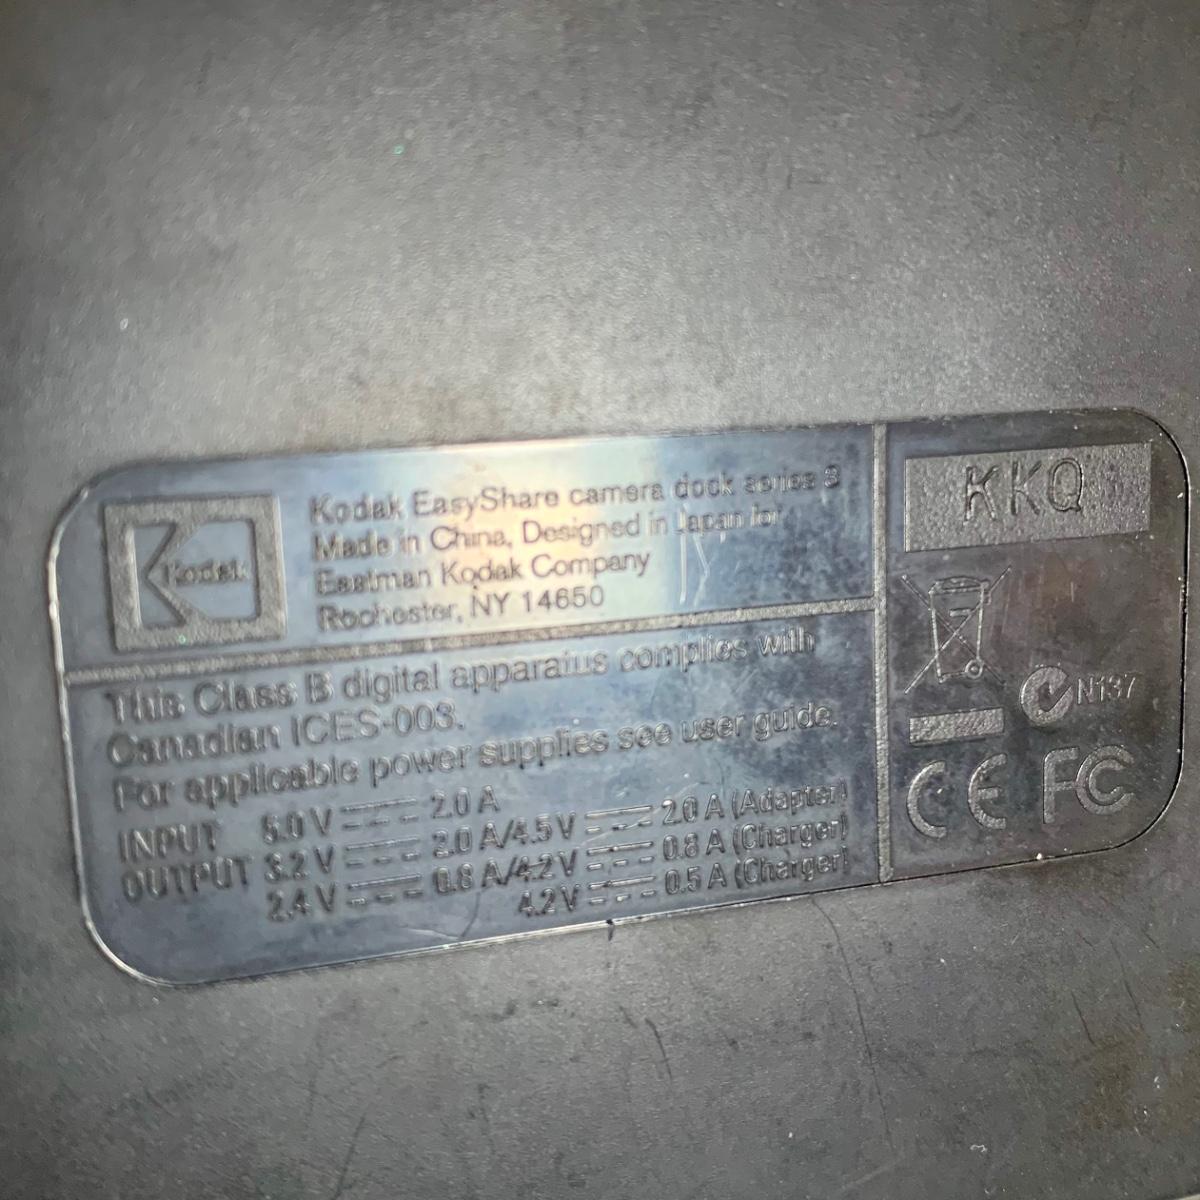 Kodak
Kodak EasyShare camera dock series 3
Made in China, Designed in Japan for
Eastman Kodak Company
Rochester, NY 14650
This Class B digital apparatus complies with
Canadian ICES-003.
For applicable power supplies see user guide.
INPUT 5.0 V ⎓ 2.0 A
OUTPUT 3.2 V ⎓ 2.0 A/4.5 V ⎓ 2.0 A (Adapter)
2.4 V ⎓ 0.8 A/4.2 V ⎓ 0.8 A (Charger)
4.2 V ⎓ 0.5 A (Charger)
KKQ
N137
CE FC